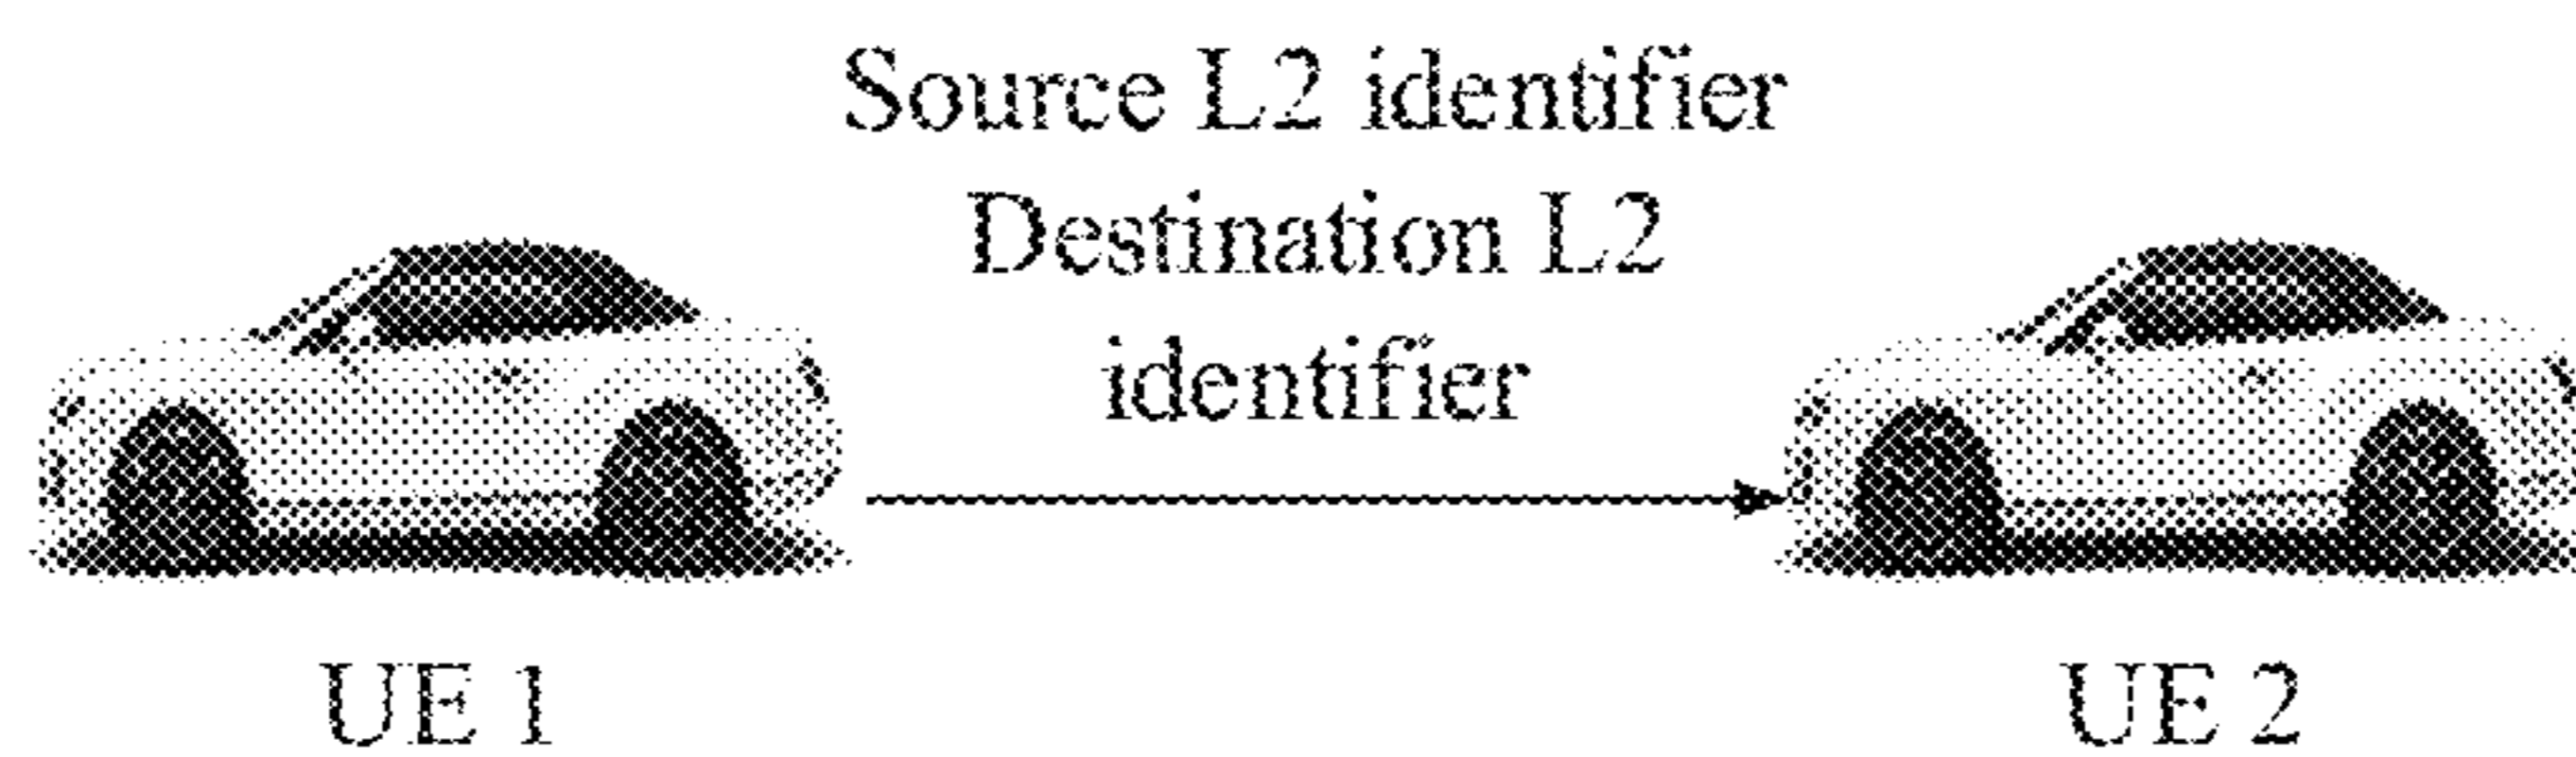 Source L2 identifier
Destination L2
identifier
UE 1
UE 2